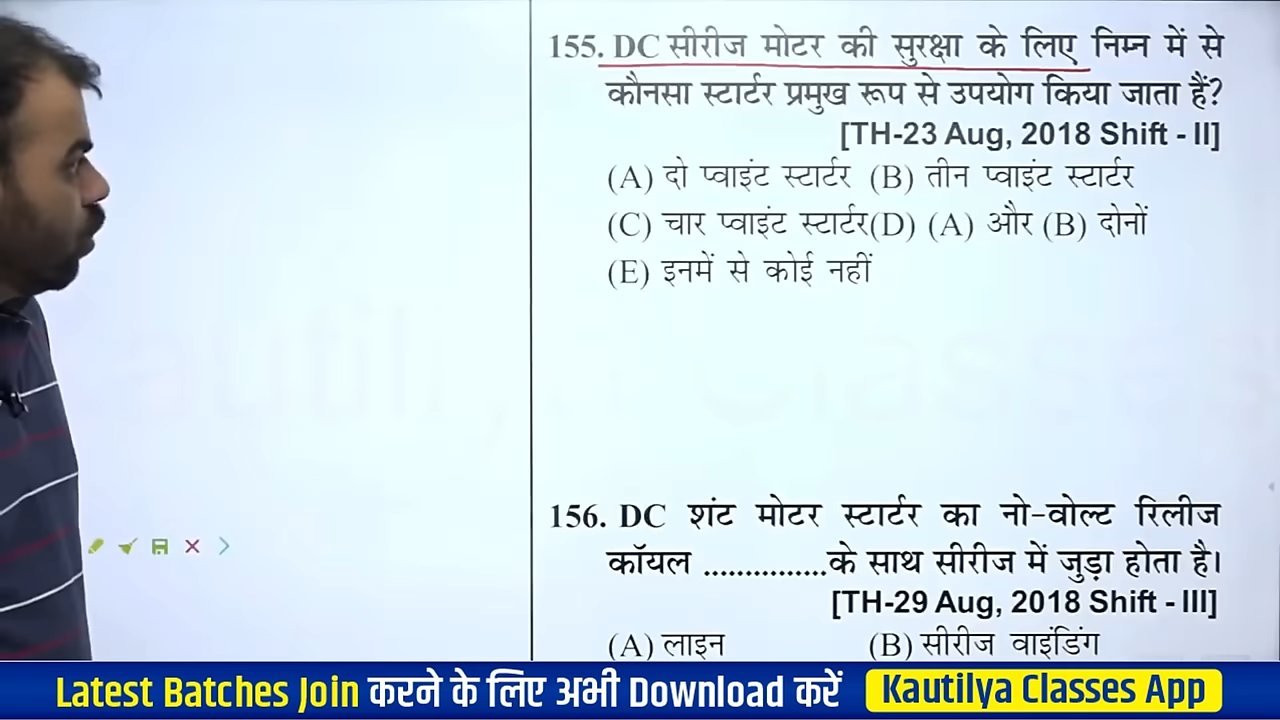 155. DC सीरीज मोटर की सुरक्षा के लिए निम्न में से
कौनसा स्टार्टर प्रमुख रूप से उपयोग किया जाता हैं?
[TH-23 Aug, 2018 Shift - II]
(A) दो प्वाइंट स्टार्टर (B) तीन प्वाइंट स्टार्टर
(C) चार प्वाइंट स्टार्टर(D) (A) और (B) दोनों
(E) इनमें से कोई नहीं
Kautilya Classes
156. DC शंट मोटर स्टार्टर का नो-वोल्ट रिलीज
कॉयल ...............के साथ सीरीज में जुड़ा होता है।
[TH-29 Aug, 2018 Shift - III]
(A) लाइन (B) सीरीज वाइंडिंग
Latest Batches Join करने के लिए अभी Download करें Kautilya Classes App